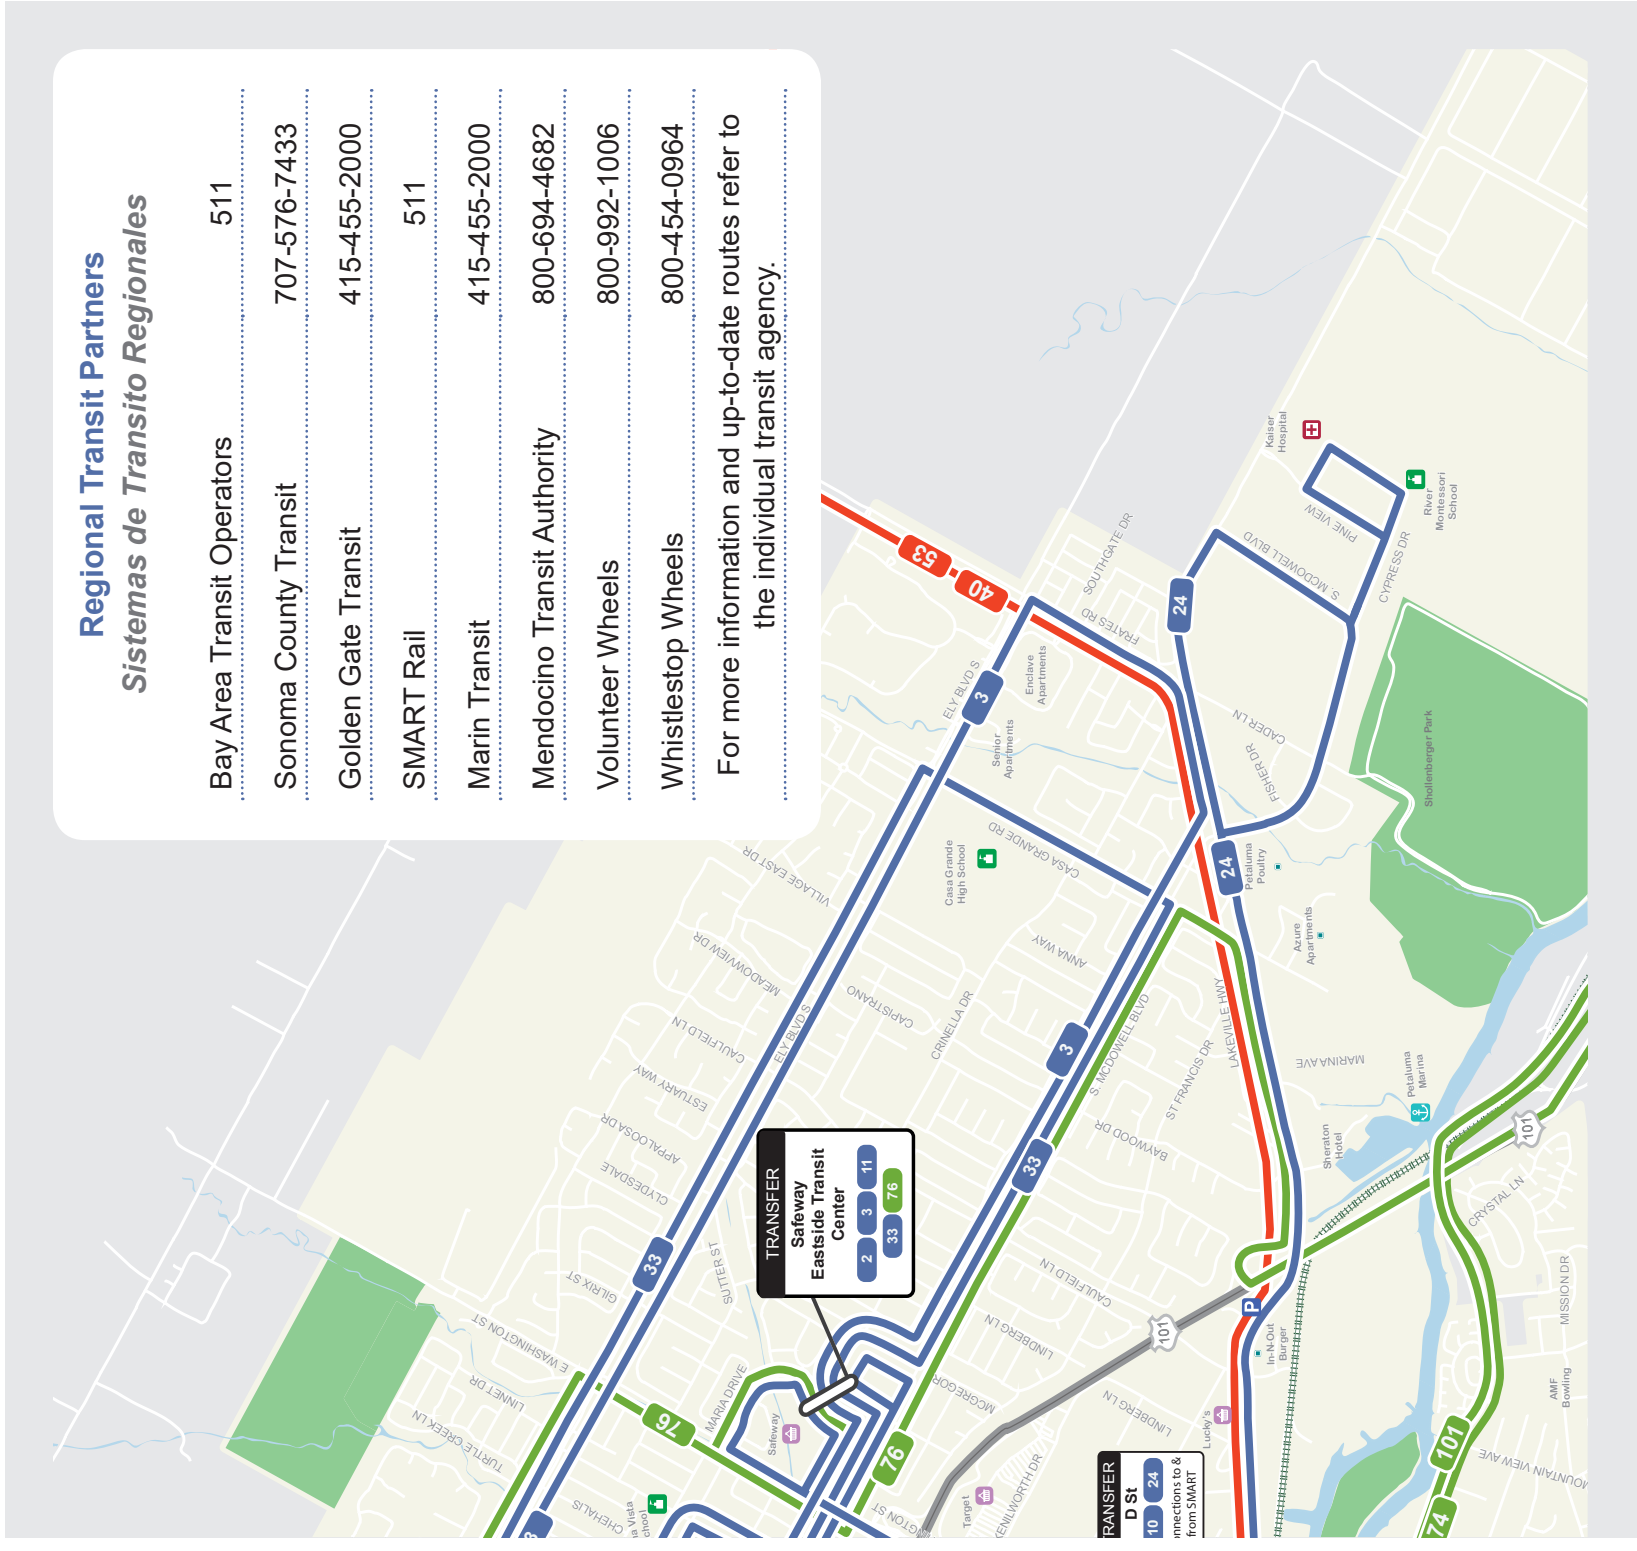 Regional Transit Partners
Sistemas de Transito Regionales
Bay Area Transit Operators 511
Sonoma County Transit 707-576-7433
Golden Gate Transit 415-455-2000
SMART Rail 511
Marin Transit 415-455-2000
Mendocino Transit Authority 800-694-4682
Volunteer Wheels 800-992-1006
Whistlestop Wheels 800-454-0964
For more information and up-to-date routes refer to
the individual transit agency.
TRANSFER
Safeway
Eastside Transit
Center
2 3 11
33 76
TRANSFER
D St
10 24
from SMART
53
40
3
24
24
3
33
33
76
76
101
74
101
101
P
Kaiser
Hospital
River
Montessori
School
PINE VIEW
S. MCDOWELL BLVD
CYPRESS DR
SOUTHGATE DR
FRATES RD
ELY BLVD S
Enclave
Apartments
Senior
Apartments
CADER LN
FISHER DR
Shollenberger Park
CASA GRANDE RD
Casa Grande
High School
Petaluma
Poultry
Azure
Apartments
VILLAGE EAST DR
MEADOWVIEW DR
CAPISTRANO
ANNA WAY
CRINELLA DR
CAULFIELD LN
ELY BLVD S
ESTUARY WAY
APPALOOSA DR
CLYDESDALE
S. MCDOWELL BLVD
LAKEVILLE HWY
ST FRANCIS DR
BAYWOOD DR
MARINA AVE
Petaluma
Marina
Sheraton
Hotel
CRYSTAL LN
MISSION DR
AMF
Bowling
MOUNTAIN VIEW AVE
In-N-Out
Burger
Lucky's
CAULFIELD LN
LINDBERG LN
LINDBERG LN
MCGREGOR
KENILWORTH DR
Target
SUTTER ST
GILRIX ST
E WASHINGTON ST
LINNET DR
TURTLE CREEK LN
MARIA DRIVE
Safeway
CHEHALIS